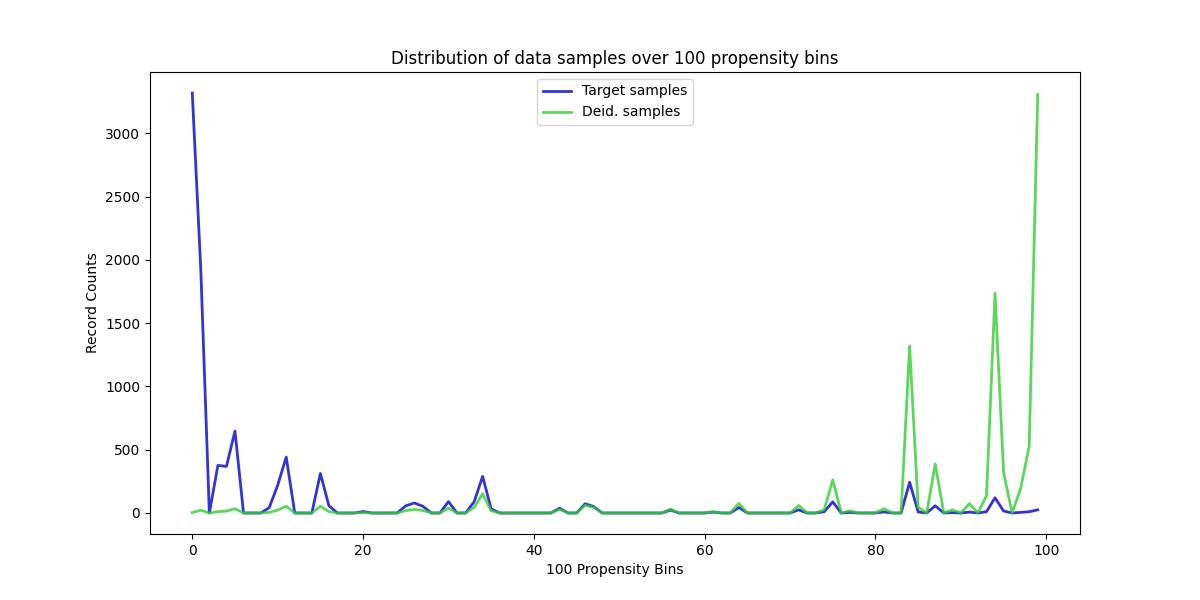 Distribution of data samples over 100 propensity bins
Target samples
Deid. samples
3000
2500
2000
1500
1000
500
0
Record Counts
0 20 40 60 80 100
100 Propensity Bins